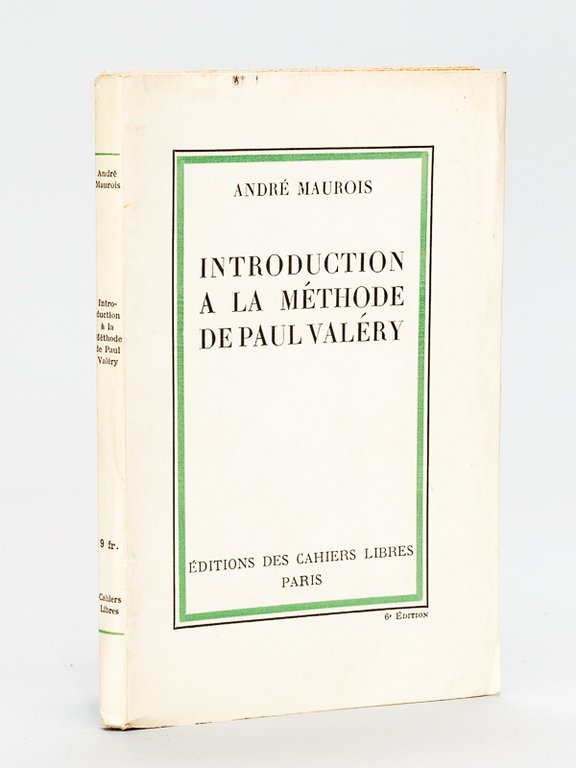 André
Maurois
Intro-
duction
à la
Méthode
de Paul
Valéry
9 fr.
Cahiers
Libres
ANDRÉ MAUROIS
INTRODUCTION
A LA MÉTHODE
DE PAUL VALÉRY
ÉDITIONS DES CAHIERS LIBRES
PARIS
6e ÉDITION